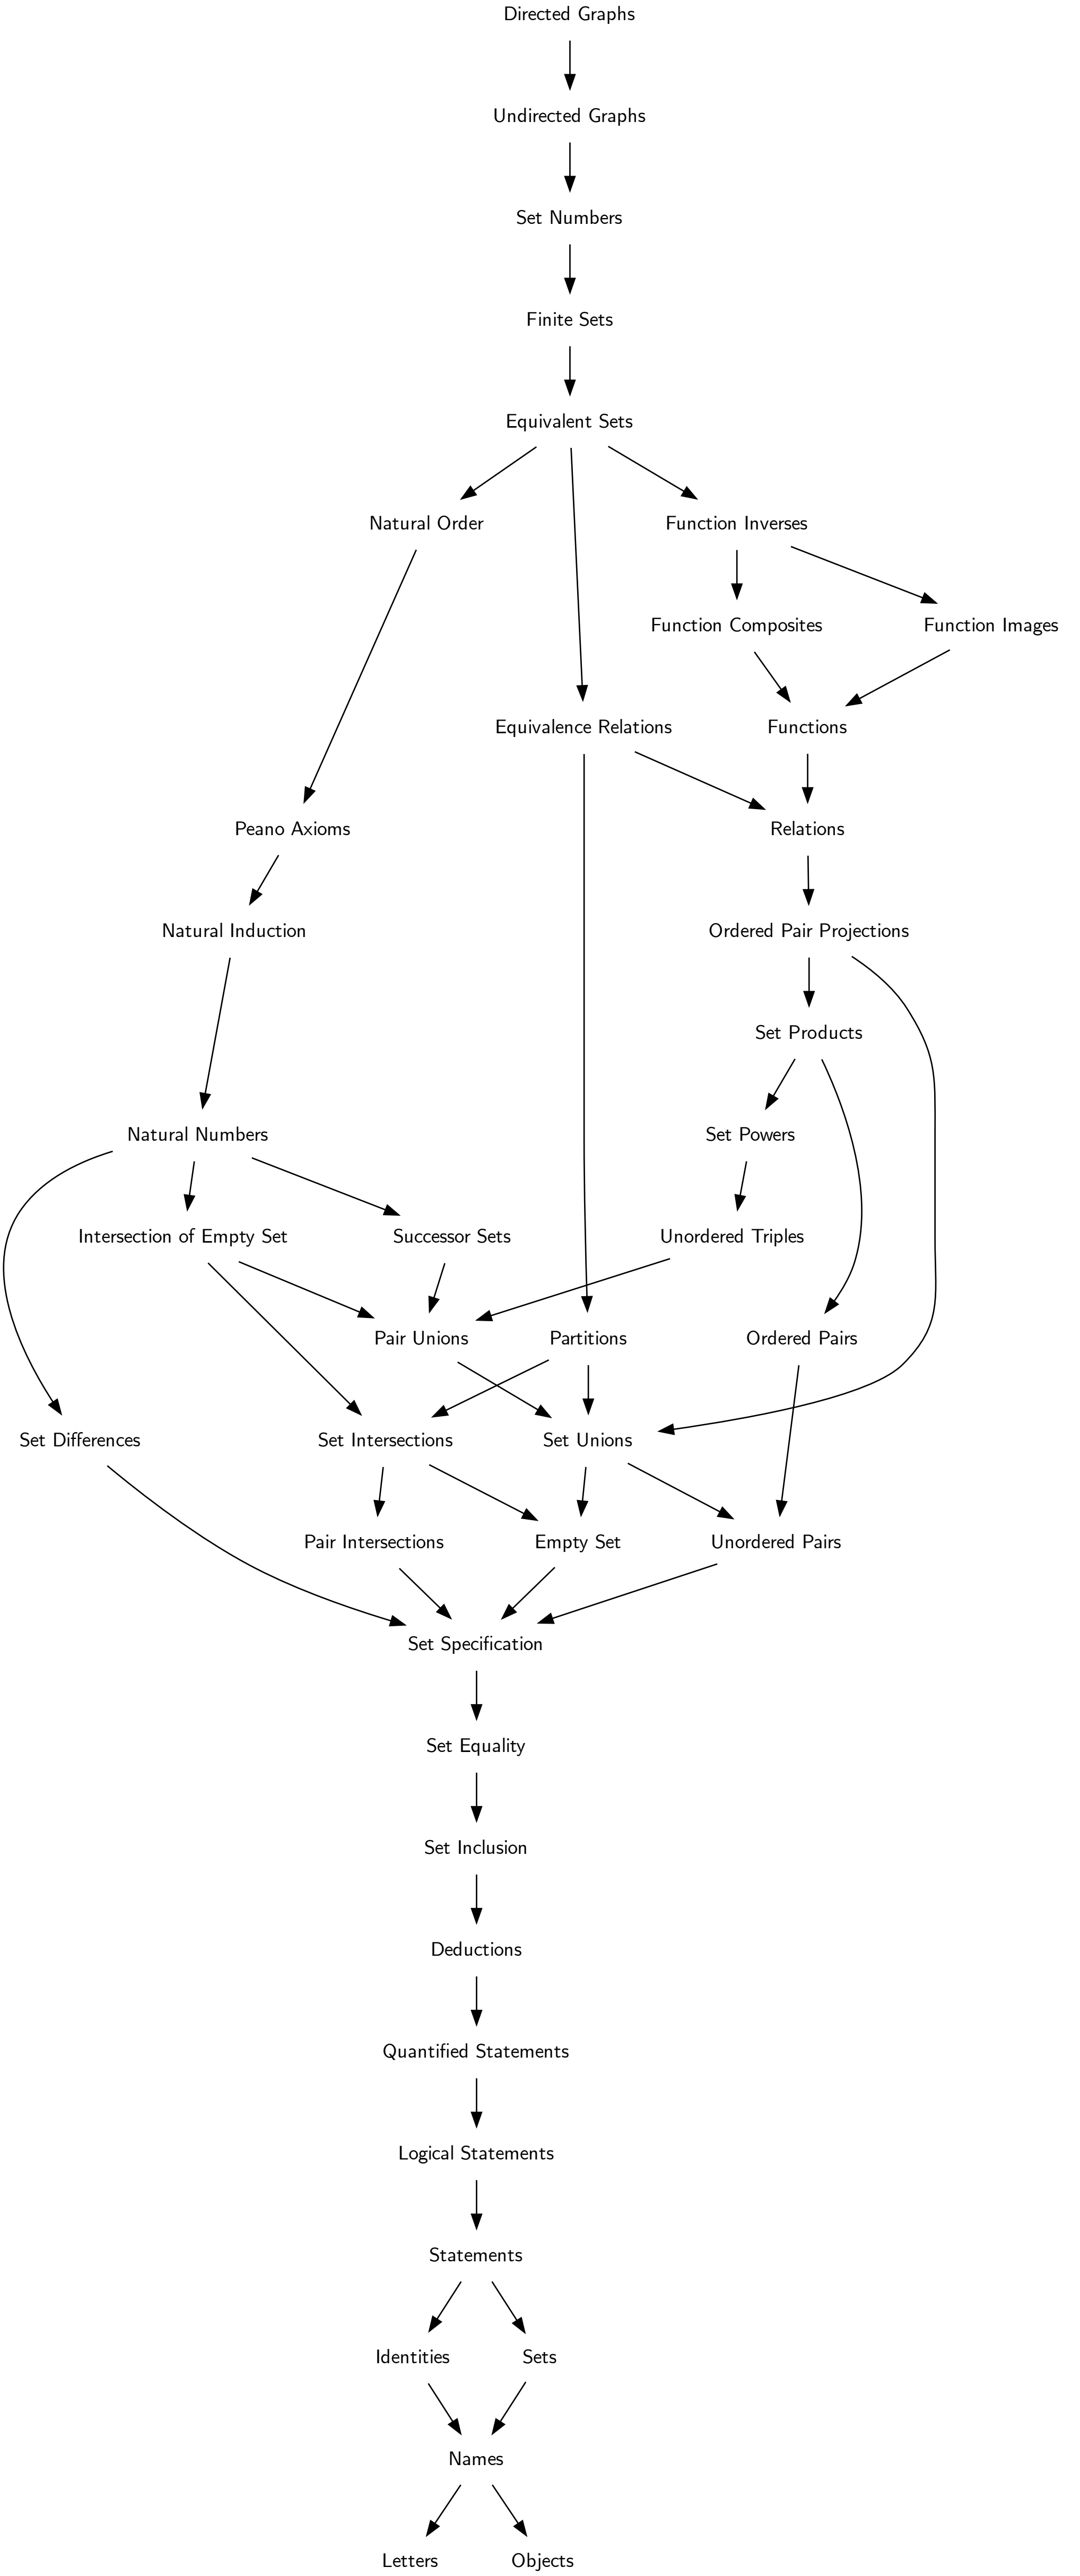 Directed Graphs
Undirected Graphs
Set Numbers
Finite Sets
Equivalent Sets
Natural Order
Function Inverses
Function Composites
Function Images
Equivalence Relations
Functions
Peano Axioms
Relations
Natural Induction
Ordered Pair Projections
Set Products
Natural Numbers
Set Powers
Intersection of Empty Set
Successor Sets
Unordered Triples
Pair Unions
Partitions
Ordered Pairs
Set Differences
Set Intersections
Set Unions
Pair Intersections
Empty Set
Unordered Pairs
Set Specification
Set Equality
Set Inclusion
Deductions
Quantified Statements
Logical Statements
Statements
Identities
Sets
Names
Letters
Objects